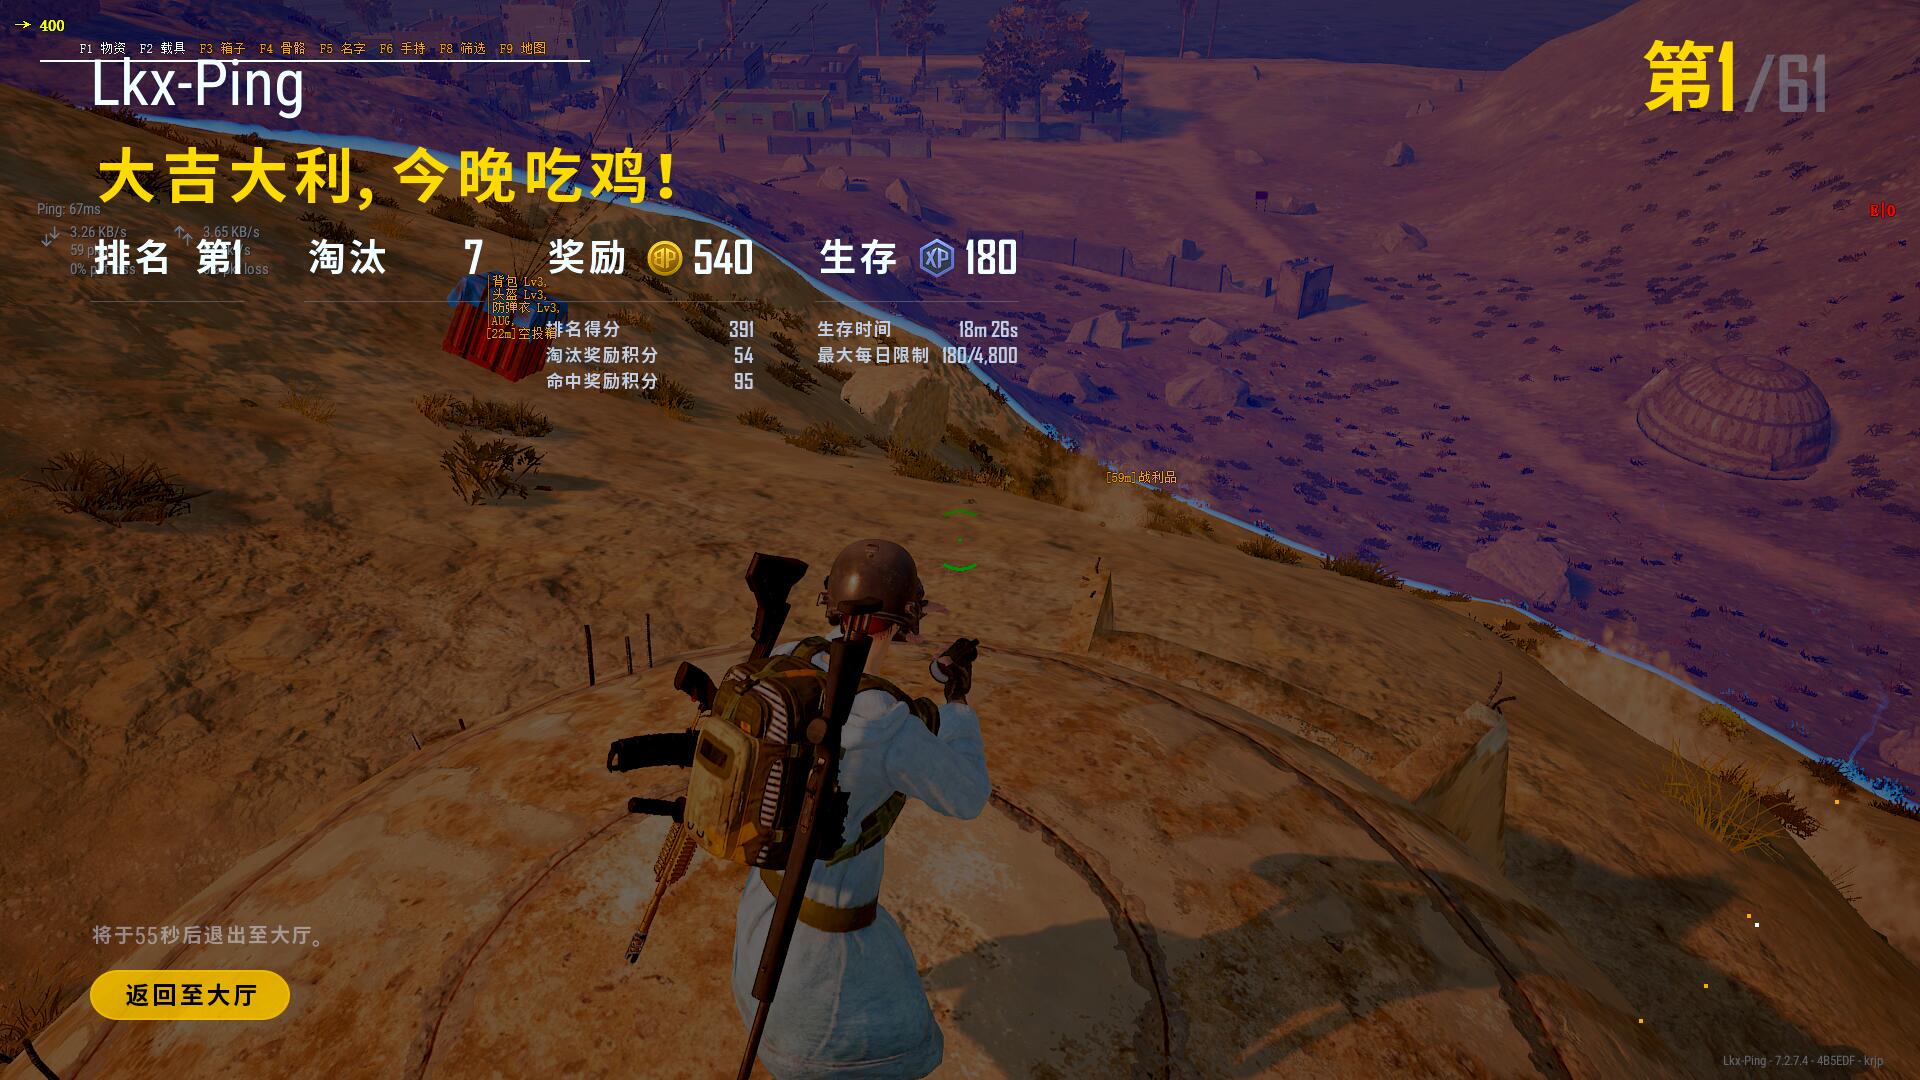 → 400
F1 物资 F2 载具 F3 箱子 F4 骨骼 F5 名字 F6 手持 F8 筛选 F9 地图
Lkx-Ping
第1/61
大吉大利，今晚吃鸡！
Ping: 67ms
3.26 KB/s 3.65 KB/s
E|0
排名 第1 淘汰 7 奖励 BP 540 生存 XP 180
背包 Lv3,
头盔 Lv3,
防弹衣 Lv3,
AUG,
[22m]空投箱
排名得分 391
淘汰奖励积分 54
命中奖励积分 95
生存时间 18m 26s
最大每日限制 180/4,800
[59m]战利品
将于55秒后退出至大厅。
返回至大厅
Lkx-Ping - 7.2.7.4 - 4B5EDF - krjp